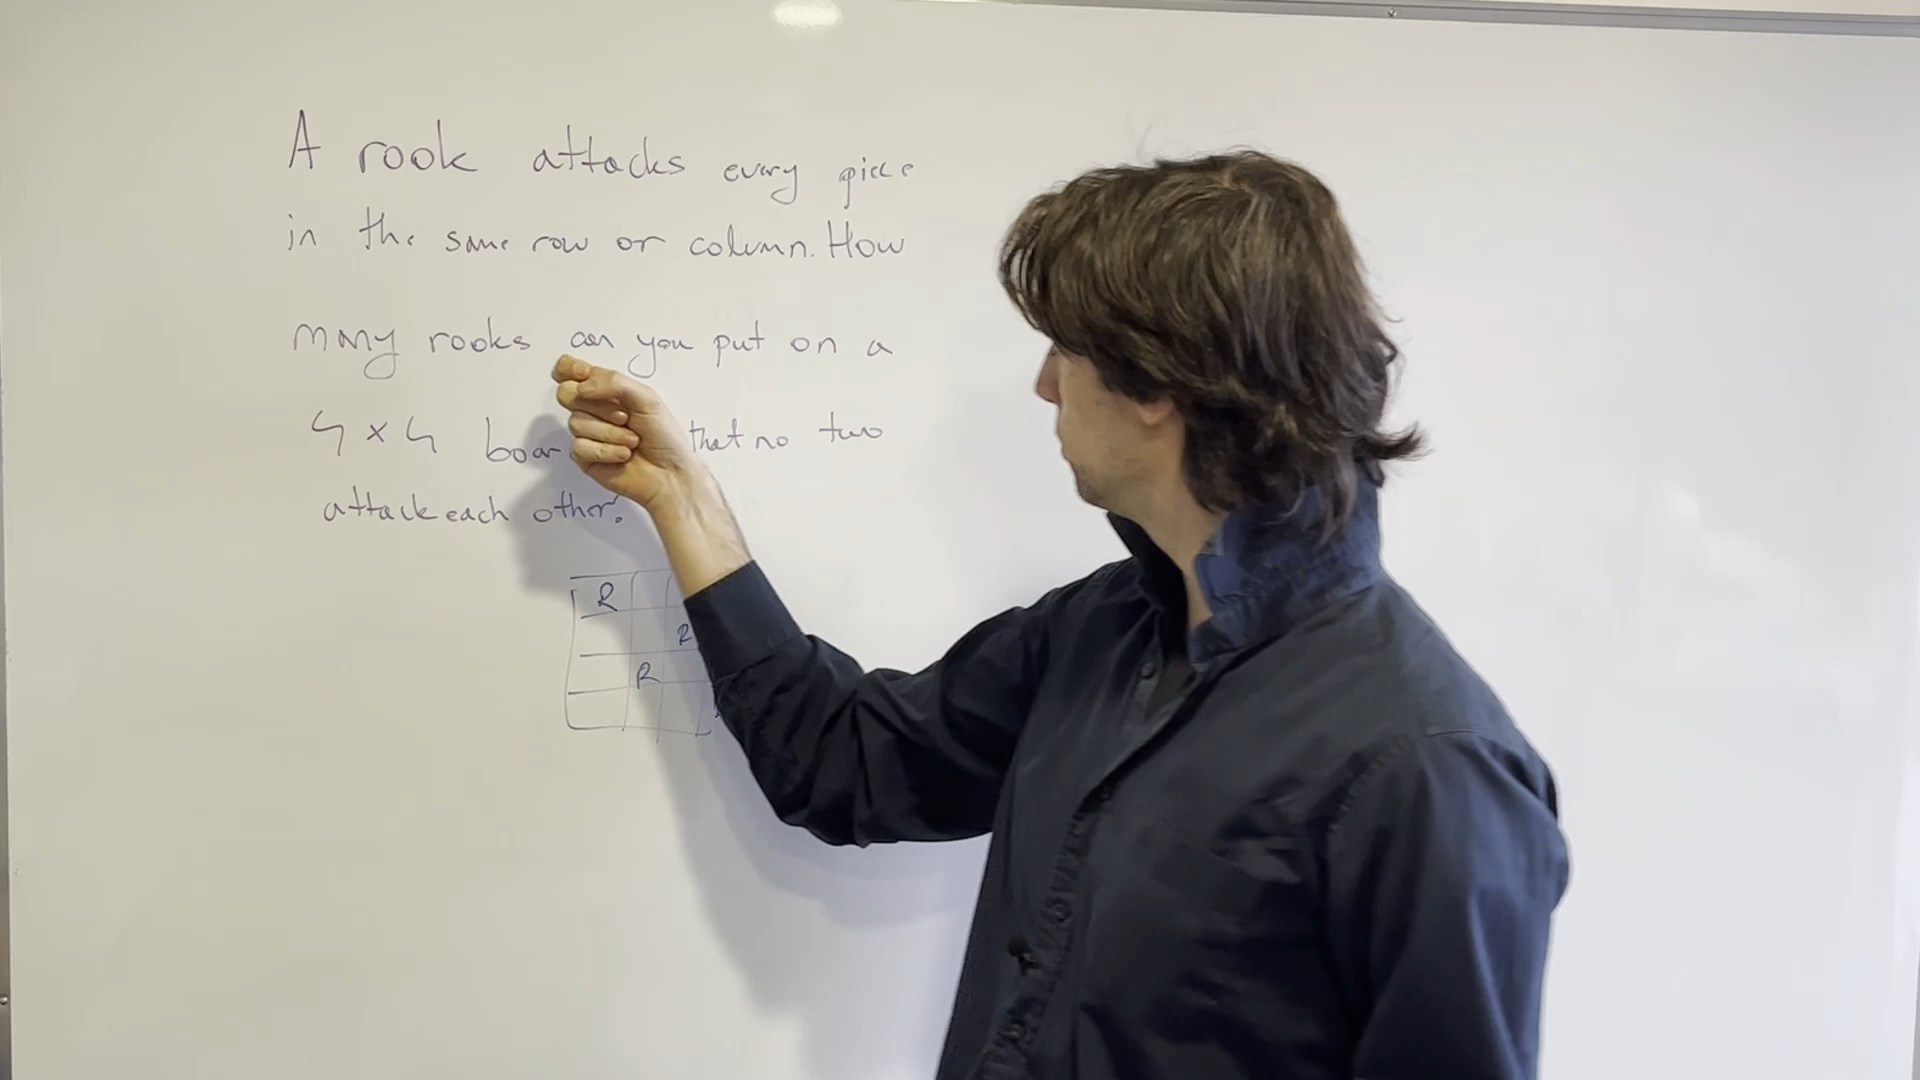 A rook attacks every piece
in the same row or column. How
many rooks can you put on a
4 x 4 that no two
attack each other?
R
R
R